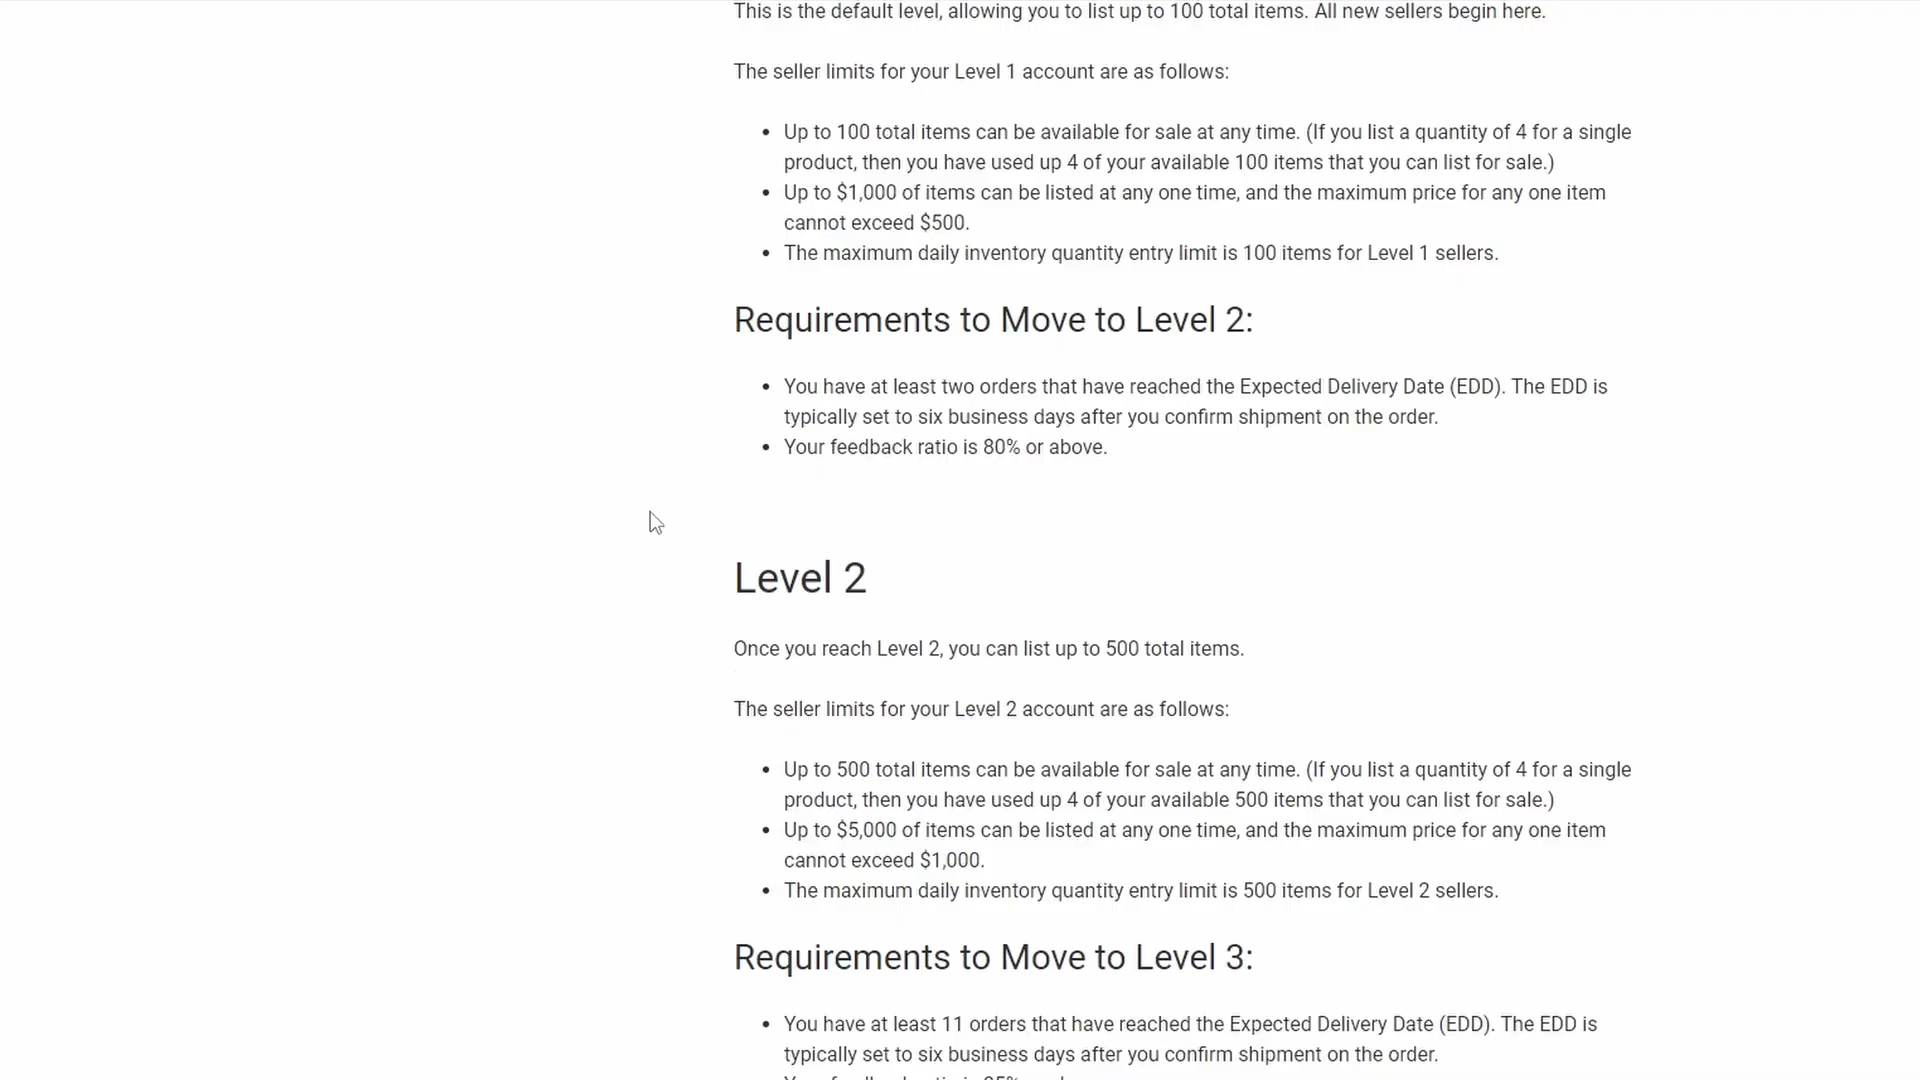 This is the default level, allowing you to list up to 100 total items. All new sellers begin here.
The seller limits for your Level 1 account are as follows:
• Up to 100 total items can be available for sale at any time. (If you list a quantity of 4 for a single
product, then you have used up 4 of your available 100 items that you can list for sale.)
• Up to $1,000 of items can be listed at any one time, and the maximum price for any one item
cannot exceed $500.
• The maximum daily inventory quantity entry limit is 100 items for Level 1 sellers.
Requirements to Move to Level 2:
• You have at least two orders that have reached the Expected Delivery Date (EDD). The EDD is
typically set to six business days after you confirm shipment on the order.
• Your feedback ratio is 80% or above.
Level 2
Once you reach Level 2, you can list up to 500 total items.
The seller limits for your Level 2 account are as follows:
• Up to 500 total items can be available for sale at any time. (If you list a quantity of 4 for a single
product, then you have used up 4 of your available 500 items that you can list for sale.)
• Up to $5,000 of items can be listed at any one time, and the maximum price for any one item
cannot exceed $1,000.
• The maximum daily inventory quantity entry limit is 500 items for Level 2 sellers.
Requirements to Move to Level 3:
• You have at least 11 orders that have reached the Expected Delivery Date (EDD). The EDD is
typically set to six business days after you confirm shipment on the order.